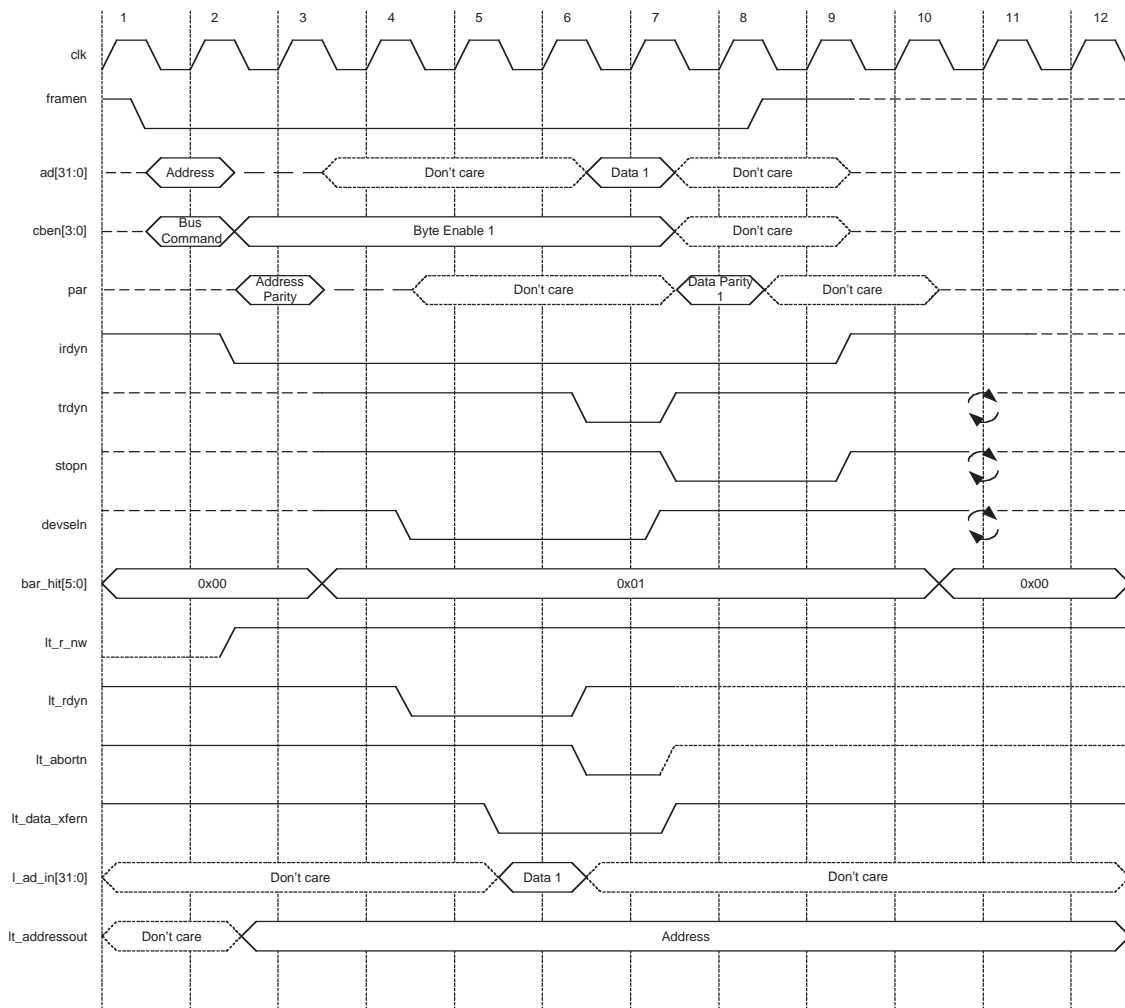 1 2 3 4 5 6 7 8 9 10 11 12
clk
framen
ad[31:0] Address Don't care Data 1 Don't care
cben[3:0] Bus Command Byte Enable 1 Don't care
par Address Parity Don't care Data Parity 1 Don't care
irdyn
trdyn
stopn
devseln
bar_hit[5:0] 0x00 0x01 0x00
lt_r_nw
lt_rdyn
lt_abortn
lt_data_xfern
l_ad_in[31:0] Don't care Data 1 Don't care
lt_addressout Don't care Address